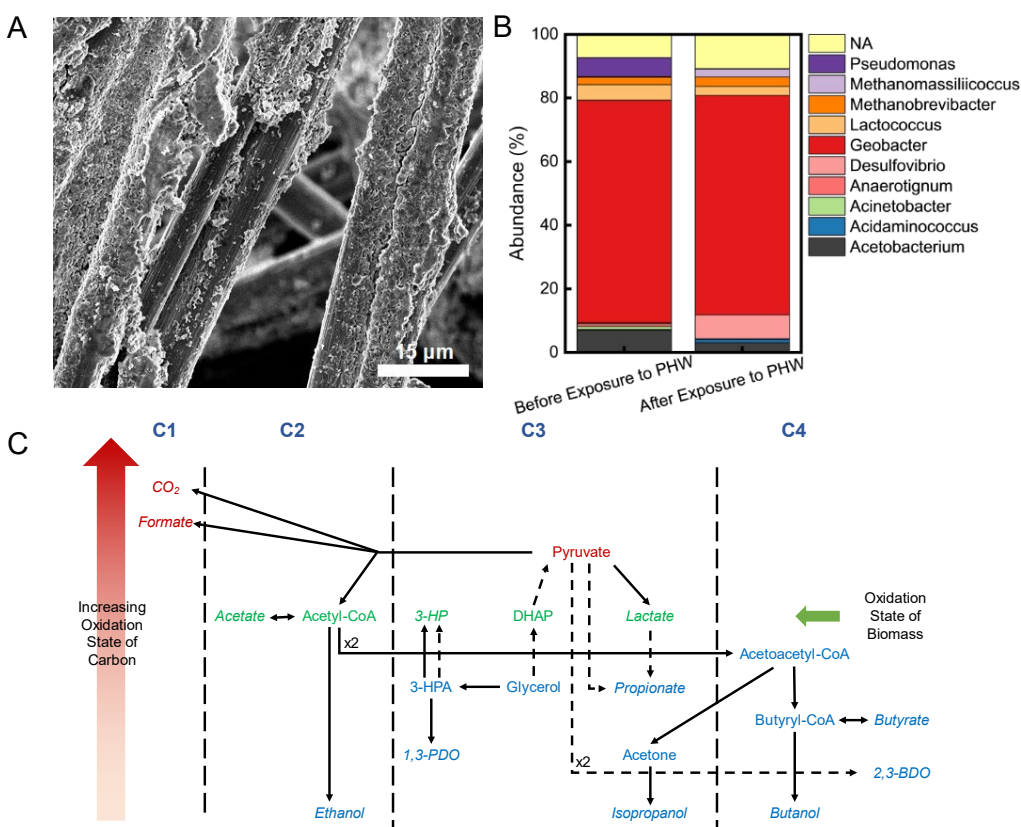 A
15 µm
B
Abundance (%)
100
80
60
40
20
0
Before Exposure to PHW
After Exposure to PHW
NA
Pseudomonas
Methanomassiliicoccus
Methanobrevibacter
Lactococcus
Geobacter
Desulfovibrio
Anaerotignum
Acinetobacter
Acidaminococcus
Acetobacterium
C
C1
C2
C3
C4
Increasing
Oxidation
State of
Carbon
CO₂
Formate
Pyruvate
Acetate
Acetyl-CoA
3-HP
DHAP
Lactate
Oxidation
State of
Biomass
x2
Acetoacetyl-CoA
3-HPA
Glycerol
Propionate
Butyryl-CoA
Butyrate
1,3-PDO
Acetone
x2
2,3-BDO
Ethanol
Isopropanol
Butanol